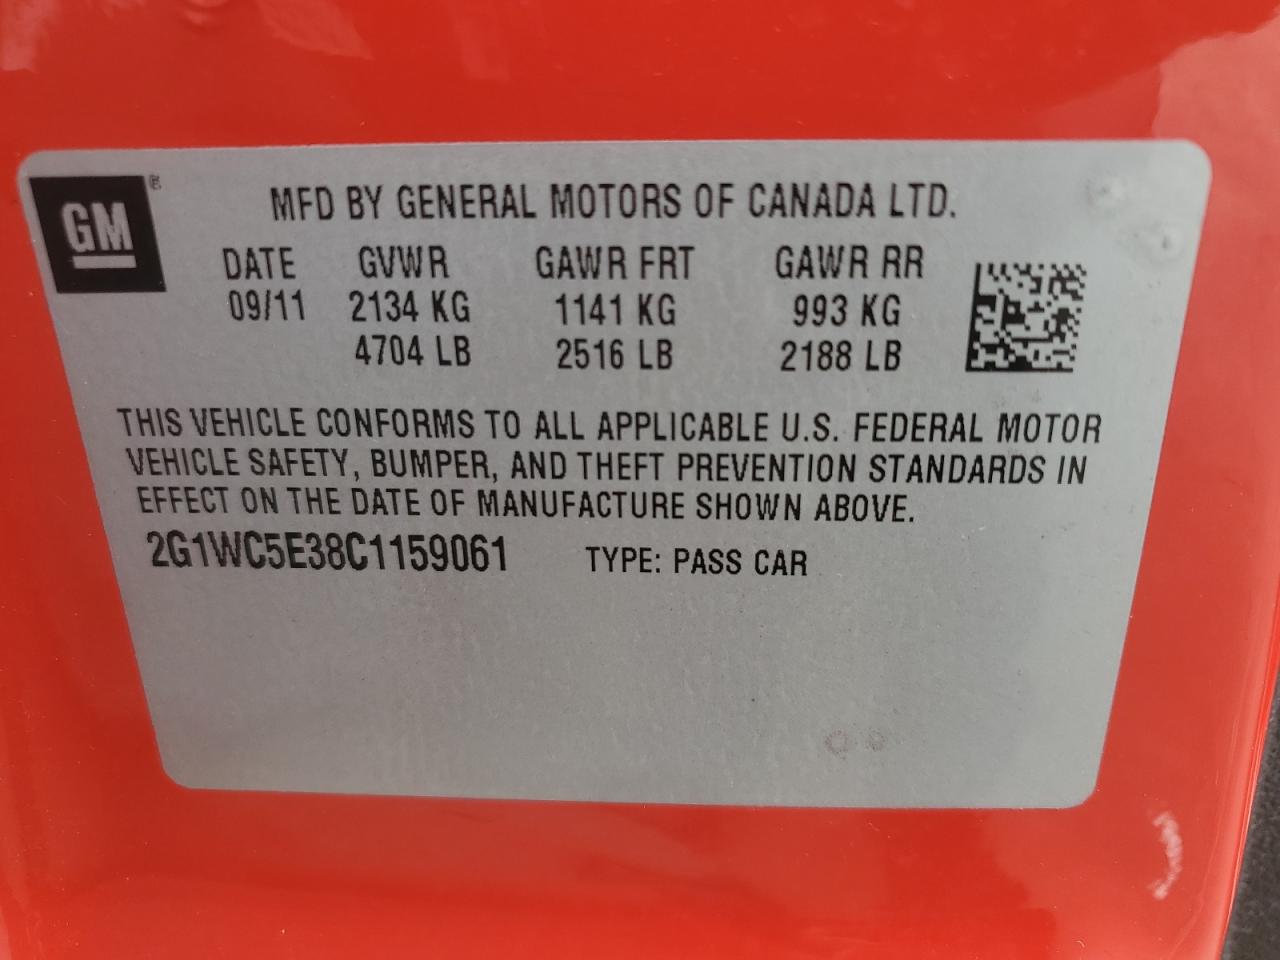 GM®
MFD BY GENERAL MOTORS OF CANADA LTD.
DATE GVWR GAWR FRT GAWR RR
09/11 2134 KG 1141 KG 993 KG
4704 LB 2516 LB 2188 LB
THIS VEHICLE CONFORMS TO ALL APPLICABLE U.S. FEDERAL MOTOR
VEHICLE SAFETY, BUMPER, AND THEFT PREVENTION STANDARDS IN
EFFECT ON THE DATE OF MANUFACTURE SHOWN ABOVE.
2G1WC5E38C1159061 TYPE: PASS CAR